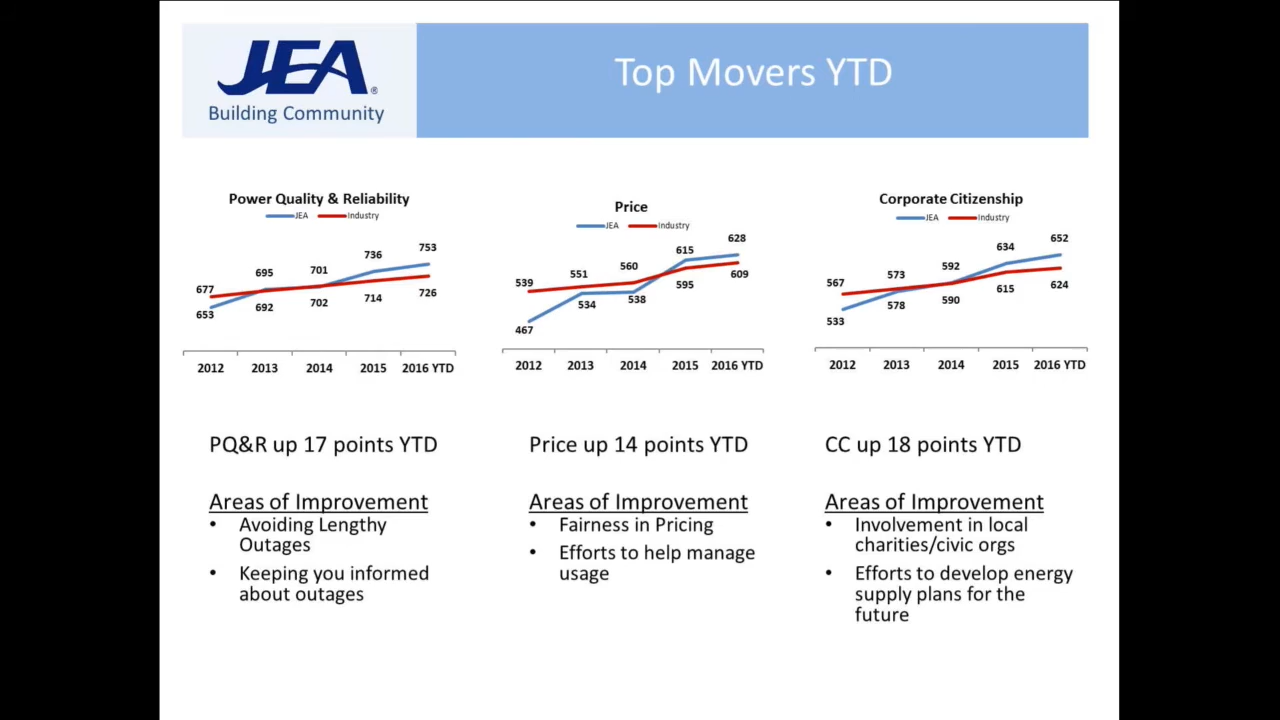 JEA®
Building Community
Top Movers YTD
Power Quality & Reliability
JEA Industry
677 695 701 736 753
653 692 702 714 726
2012 2013 2014 2015 2016 YTD
Price
JEA Industry
539 551 560 615 628
467 534 538 595 609
2012 2013 2014 2015 2016 YTD
Corporate Citizenship
JEA Industry
567 573 592 634 652
533 578 590 615 624
2012 2013 2014 2015 2016 YTD
PQ&R up 17 points YTD
Areas of Improvement
• Avoiding Lengthy
Outages
• Keeping you informed
about outages
Price up 14 points YTD
Areas of Improvement
• Fairness in Pricing
• Efforts to help manage
usage
CC up 18 points YTD
Areas of Improvement
• Involvement in local
charities/civic orgs
• Efforts to develop energy
supply plans for the
future